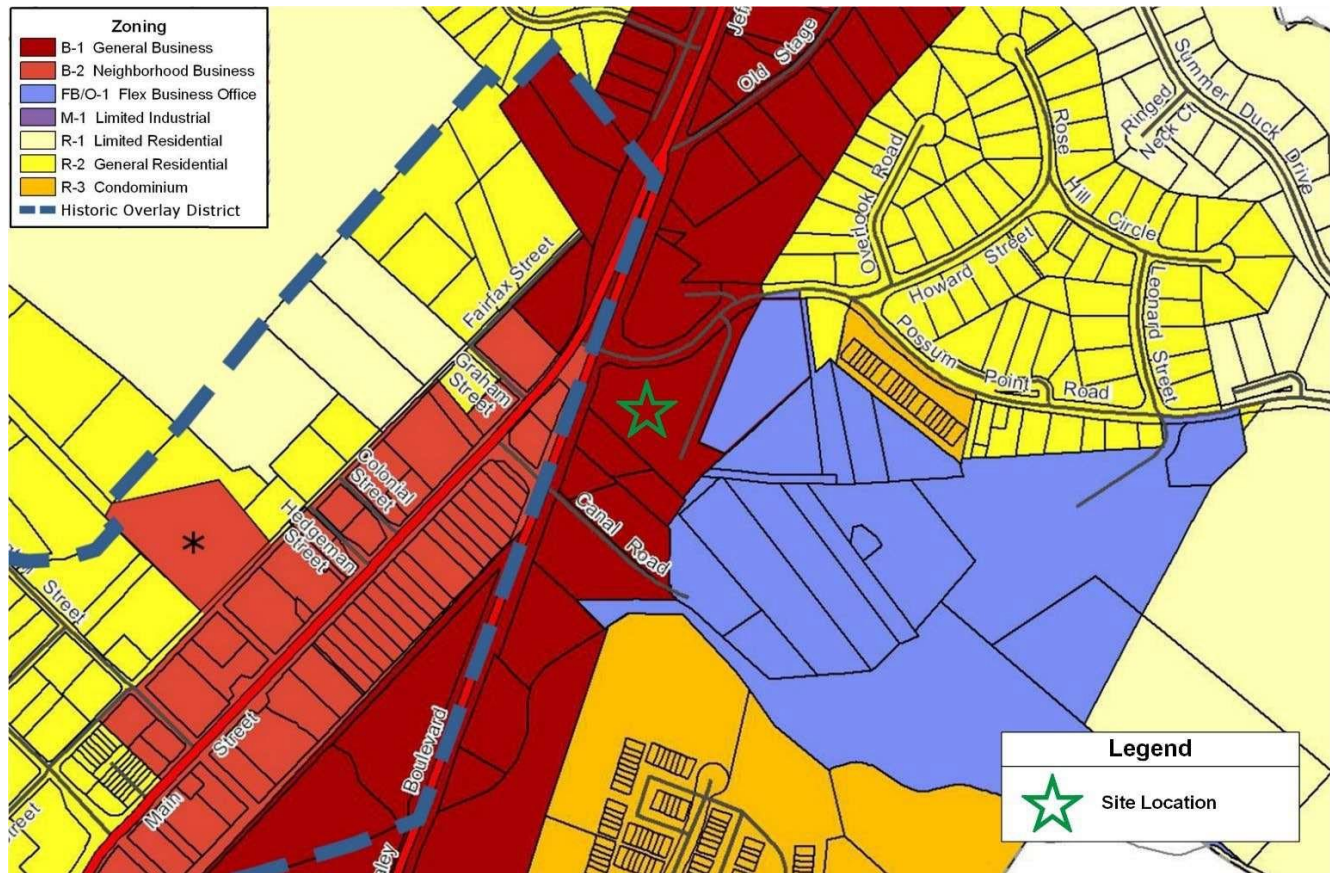 Zoning
B-1 General Business
B-2 Neighborhood Business
FB/O-1 Flex Business Office
M-1 Limited Industrial
R-1 Limited Residential
R-2 General Residential
R-3 Condominium
Historic Overlay District
Old Stage
Summer Duck
Drive
Ringed
Neck Ct
Rose
Hill
Circle
Overlook Road
Howard Street
Leonard Street
Possum
Point
Road
Fairfax Street
Graham
Street
Colonial
Street
Hedgeman
Street
Canal Road
Street
Main
Street
Boulevard
*
Legend
Site Location